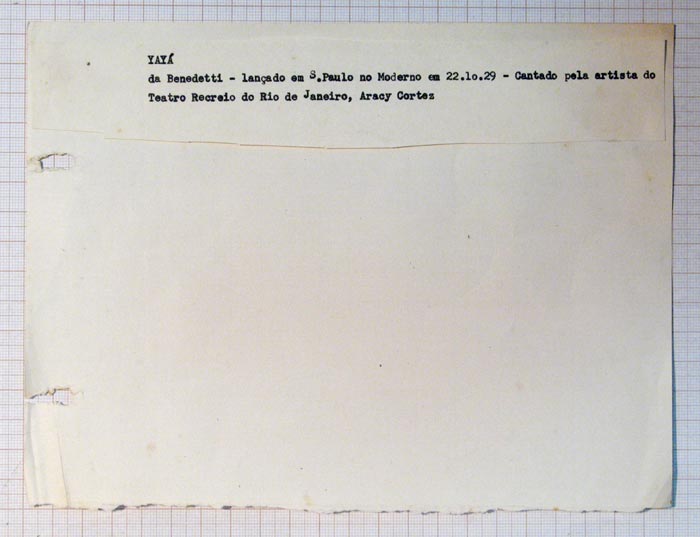 YAYÁ
da Benedetti - lançado em S.Paulo no Moderno em 22.1o.29 - Cantado pela artista do
Teatro Recreio do Rio de Janeiro, Aracy Cortez